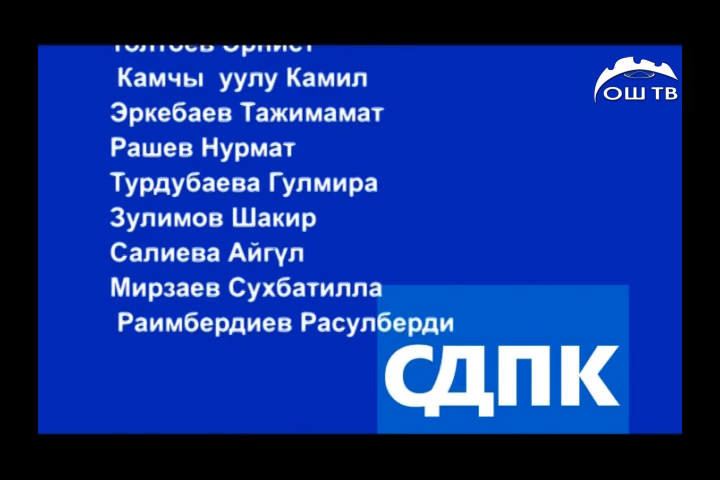 Камчы уулу Камил
Эркебаев Тажимамат
Рашев Нурмат
Турдубаева Гулмира
Зулимов Шакир
Салиева Айгүл
Мирзаев Сухбатилла
Раимбердиев Расулберди
СДПК
ОШ ТВ